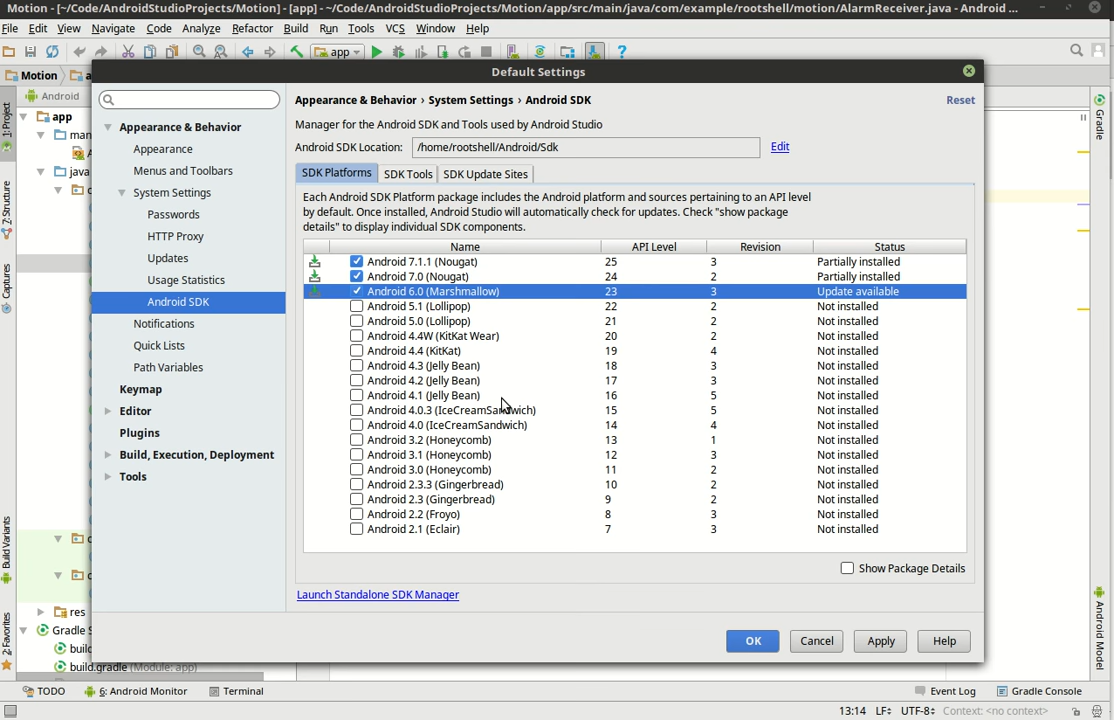 Motion - [~/Code/AndroidStudioProjects/Motion] - [app] - ~/Code/AndroidStudioProjects/Motion/app/src/main/java/com/example/rootshell/motion/AlarmReceiver.java - Android ...
File Edit View Navigate Code Analyze Refactor Build Run Tools VCS Window Help
app
Motion a
Default Settings
Android
1: Project
7: Structure
Captures
Build Variants
2: Favorites
app
man
A
java
c
res
Gradle S
build
build.gradle (Module: app)
Appearance & Behavior
Appearance
Menus and Toolbars
System Settings
Passwords
HTTP Proxy
Updates
Usage Statistics
Android SDK
Notifications
Quick Lists
Path Variables
Keymap
Editor
Plugins
Build, Execution, Deployment
Tools
Appearance & Behavior › System Settings › Android SDK Reset
Manager for the Android SDK and Tools used by Android Studio
Android SDK Location: /home/rootshell/Android/Sdk Edit
SDK Platforms SDK Tools SDK Update Sites
Each Android SDK Platform package includes the Android platform and sources pertaining to an API level
by default. Once installed, Android Studio will automatically check for updates. Check "show package
details" to display individual SDK components.
Name API Level Revision Status
Android 7.1.1 (Nougat) 25 3 Partially installed
Android 7.0 (Nougat) 24 2 Partially installed
Android 6.0 (Marshmallow) 23 3 Update available
Android 5.1 (Lollipop) 22 2 Not installed
Android 5.0 (Lollipop) 21 2 Not installed
Android 4.4W (KitKat Wear) 20 2 Not installed
Android 4.4 (KitKat) 19 4 Not installed
Android 4.3 (Jelly Bean) 18 3 Not installed
Android 4.2 (Jelly Bean) 17 3 Not installed
Android 4.1 (Jelly Bean) 16 5 Not installed
Android 4.0.3 (IceCreamSandwich) 15 5 Not installed
Android 4.0 (IceCreamSandwich) 14 4 Not installed
Android 3.2 (Honeycomb) 13 1 Not installed
Android 3.1 (Honeycomb) 12 3 Not installed
Android 3.0 (Honeycomb) 11 2 Not installed
Android 2.3.3 (Gingerbread) 10 2 Not installed
Android 2.3 (Gingerbread) 9 2 Not installed
Android 2.2 (Froyo) 8 3 Not installed
Android 2.1 (Eclair) 7 3 Not installed
Show Package Details
Launch Standalone SDK Manager
OK Cancel Apply Help
Gradle
Android Model
TODO 6: Android Monitor Terminal Event Log Gradle Console
13:14 LF÷ UTF-8÷ Context: <no context>